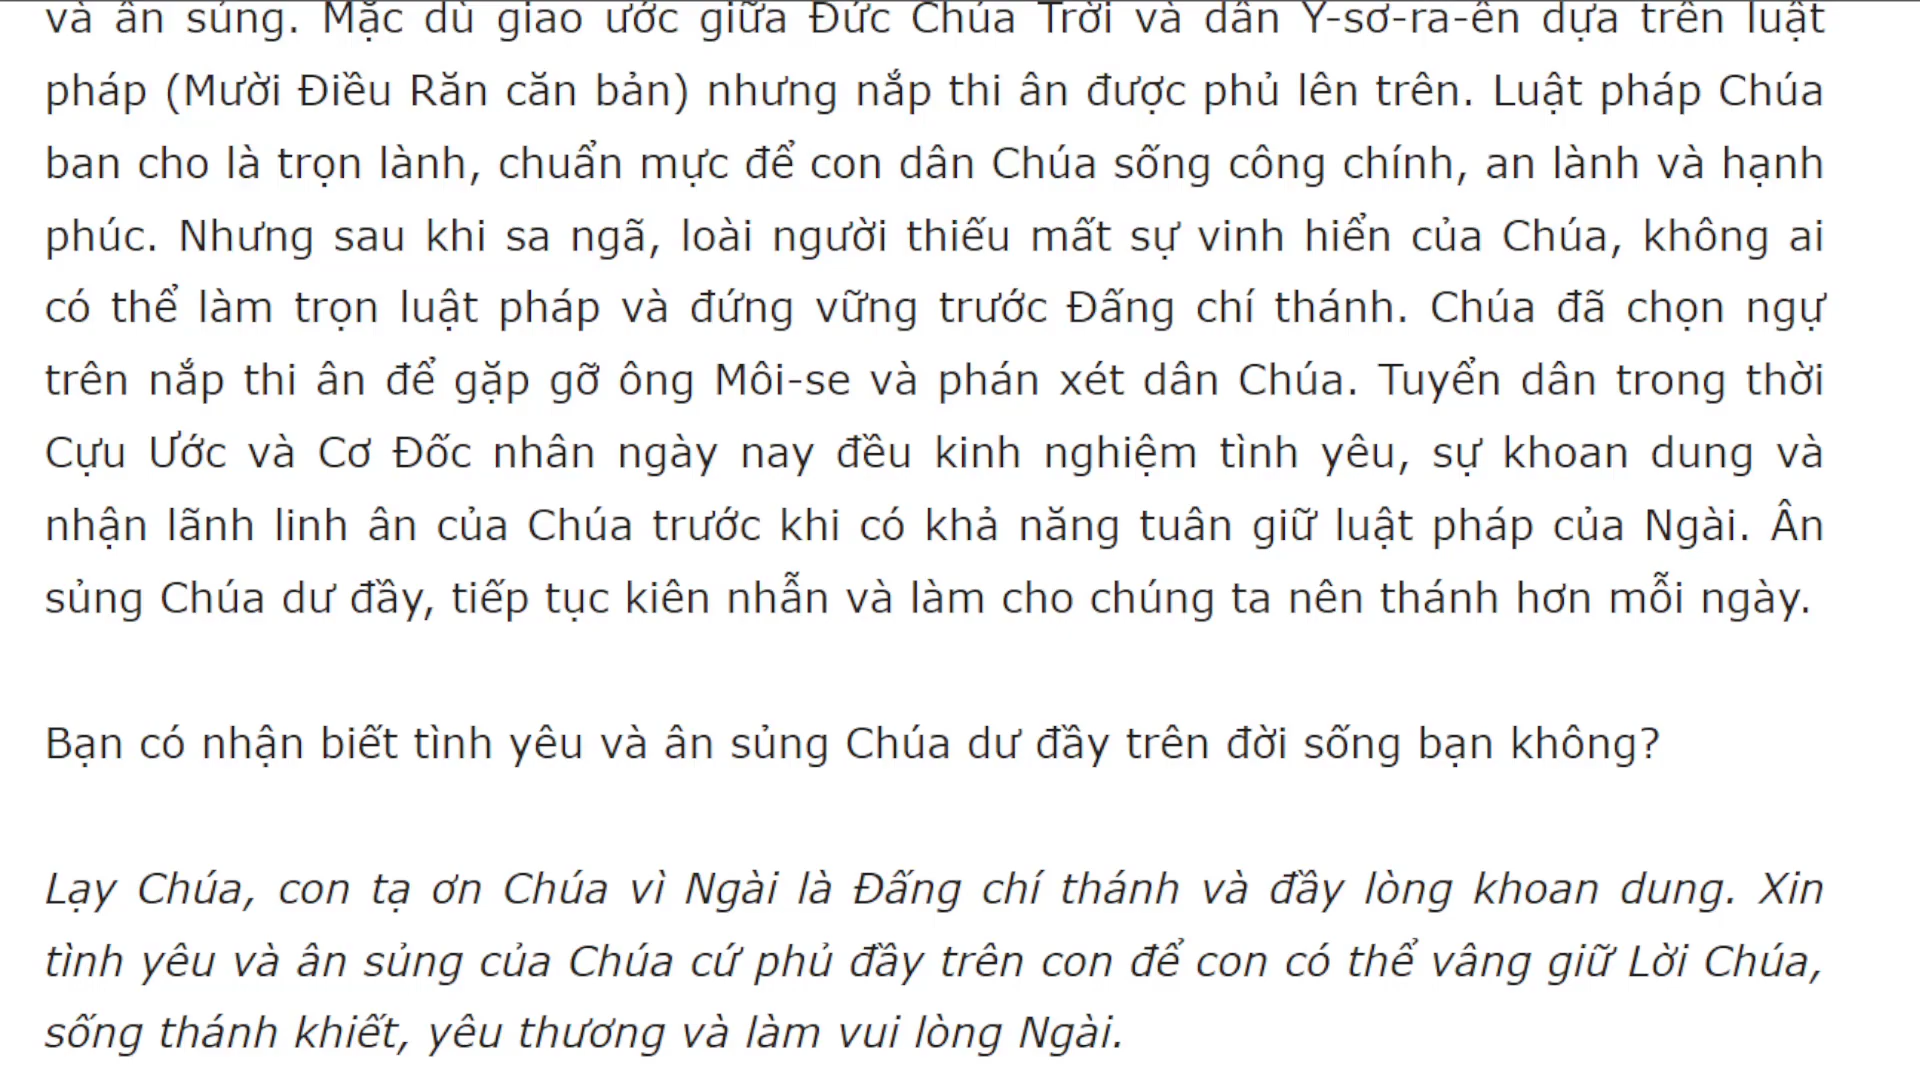 và ân sủng. Mặc dù giao ước giữa Đức Chúa Trời và dân Y-sơ-ra-ên dựa trên luật
pháp (Mười Điều Răn căn bản) nhưng nắp thi ân được phủ lên trên. Luật pháp Chúa
ban cho là trọn lành, chuẩn mực để con dân Chúa sống công chính, an lành và hạnh
phúc. Nhưng sau khi sa ngã, loài người thiếu mất sự vinh hiển của Chúa, không ai
có thể làm trọn luật pháp và đứng vững trước Đấng chí thánh. Chúa đã chọn ngự
trên nắp thi ân để gặp gỡ ông Môi-se và phán xét dân Chúa. Tuyển dân trong thời
Cựu Ước và Cơ Đốc nhân ngày nay đều kinh nghiệm tình yêu, sự khoan dung và
nhận lãnh linh ân của Chúa trước khi có khả năng tuân giữ luật pháp của Ngài. Ân
sủng Chúa dư đầy, tiếp tục kiên nhẫn và làm cho chúng ta nên thánh hơn mỗi ngày.
Bạn có nhận biết tình yêu và ân sủng Chúa dư đầy trên đời sống bạn không?
Lạy Chúa, con tạ ơn Chúa vì Ngài là Đấng chí thánh và đầy lòng khoan dung. Xin
tình yêu và ân sủng của Chúa cứ phủ đầy trên con để con có thể vâng giữ Lời Chúa,
sống thánh khiết, yêu thương và làm vui lòng Ngài.